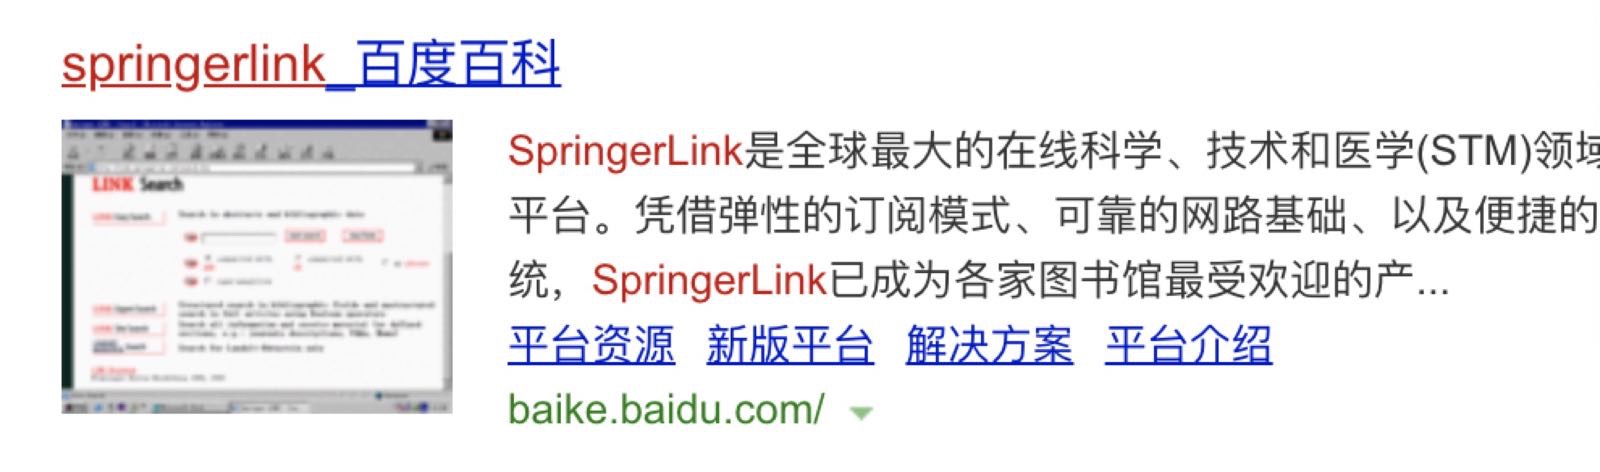 springerlink_百度百科
LINK Search
SpringerLink是全球最大的在线科学、技术和医学(STM)领域
平台。凭借弹性的订阅模式、可靠的网路基础、以及便捷的
统，SpringerLink已成为各家图书馆最受欢迎的产...
平台资源 新版平台 解决方案 平台介绍
baike.baidu.com/